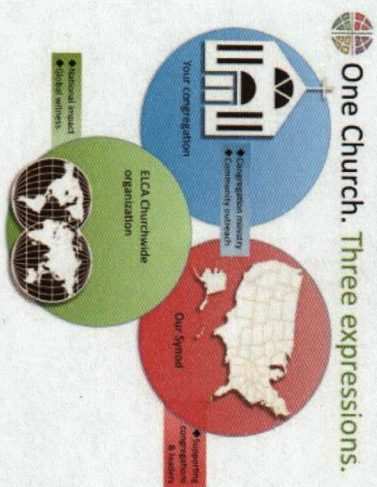 One Church. Three expressions.
Your congregation
◆Congregation ministry
◆Community outreach
Our Synod
◆Supporting
congregations
& leaders
ELCA Churchwide
organization
◆National impact
◆Global witness